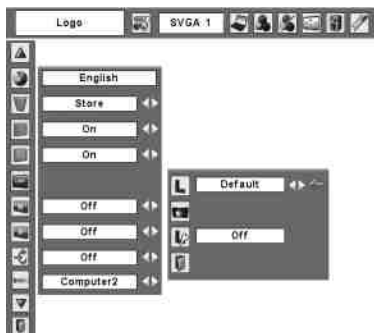 Logo
SVGA 1
English
Store
On
On
Default
Off
Off
Off
Off
Computer2